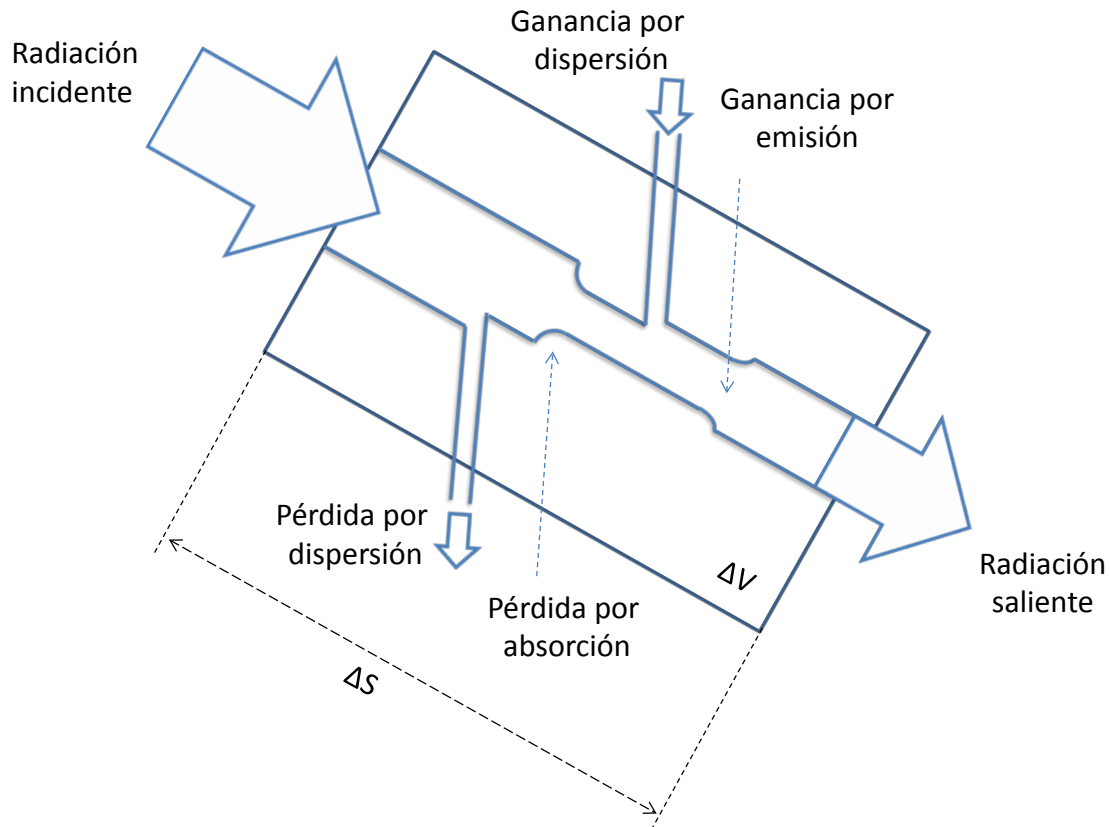 Radiación
incidente
Ganancia por
dispersión
Ganancia por
emisión
Pérdida por
dispersión
Pérdida por
absorción
ΔV
ΔS
Radiación
saliente